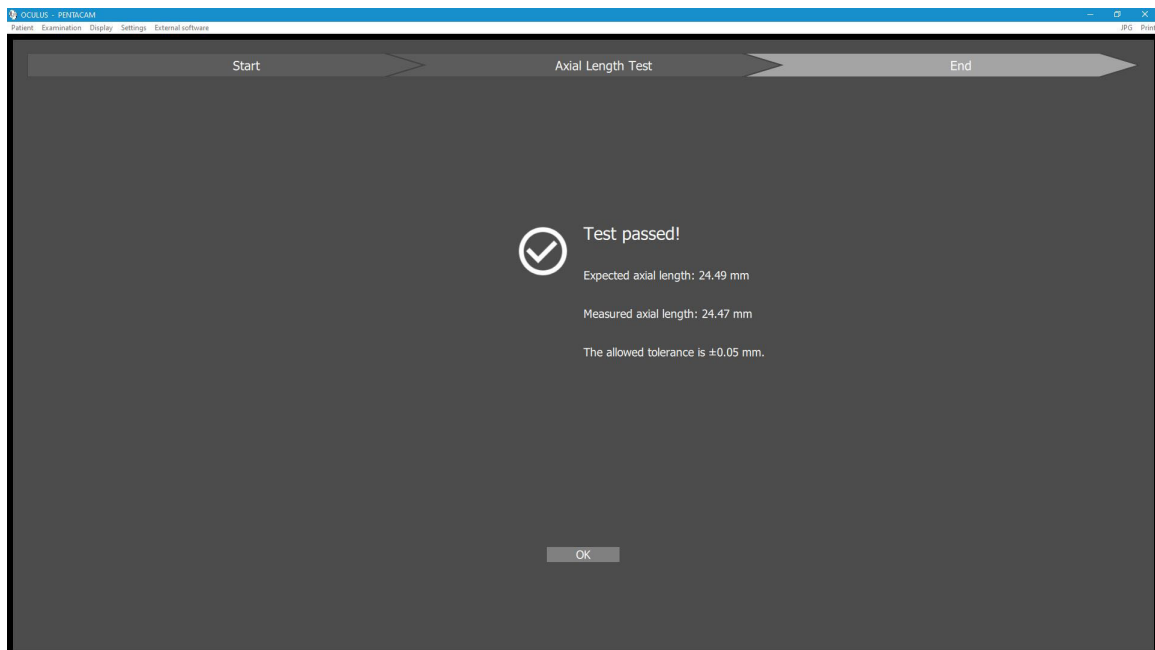 OCULUS - PENTACAM
Patient Examination Display Settings External software JPG Print
Start Axial Length Test End
Test passed!
Expected axial length: 24.49 mm
Measured axial length: 24.47 mm
The allowed tolerance is ±0.05 mm.
OK